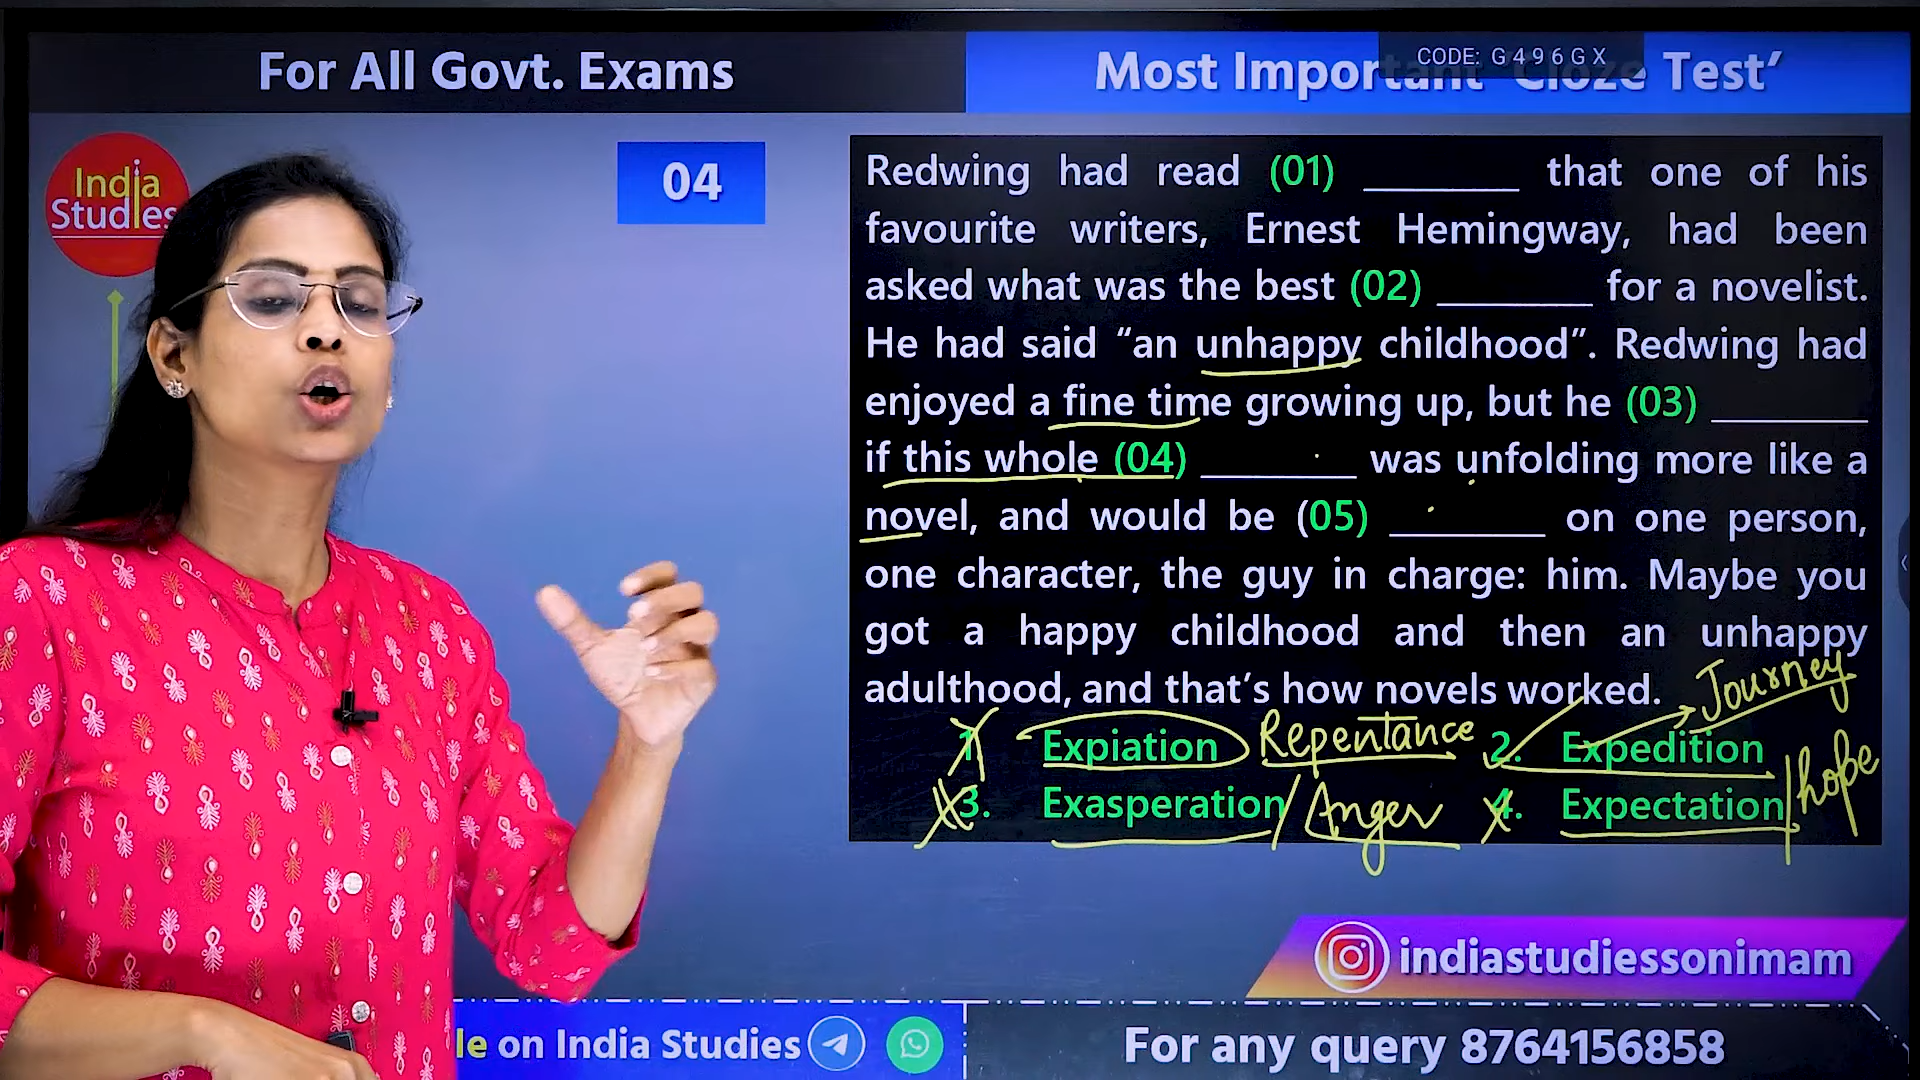 For All Govt. Exams
Most Important 'Cloze Test'
CODE: G496GX
India
Studies
04
Redwing had read (01) ________ that one of his
favourite writers, Ernest Hemingway, had been
asked what was the best (02) ________ for a novelist.
He had said “an unhappy childhood”. Redwing had
enjoyed a fine time growing up, but he (03) ________
if this whole (04) ________ was unfolding more like a
novel, and would be (05) ________ on one person,
one character, the guy in charge: him. Maybe you
got a happy childhood and then an unhappy
adulthood, and that’s how novels worked.
Journey
1. Expiation Repentance 2. Expedition
3. Exasperation / Anger 4. Expectation / hope
indiastudiessonimam
le on India Studies
For any query 8764156858